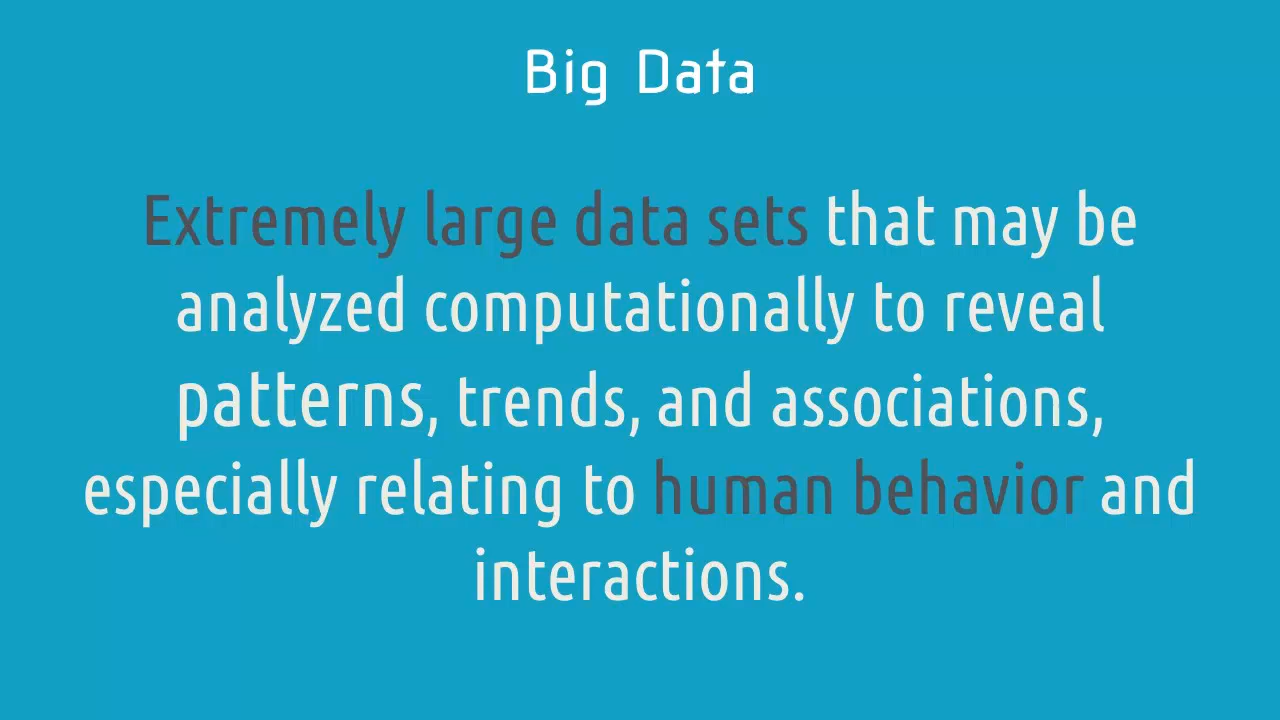 Big Data
Extremely large data sets that may be
analyzed computationally to reveal
patterns, trends, and associations,
especially relating to human behavior and
interactions.